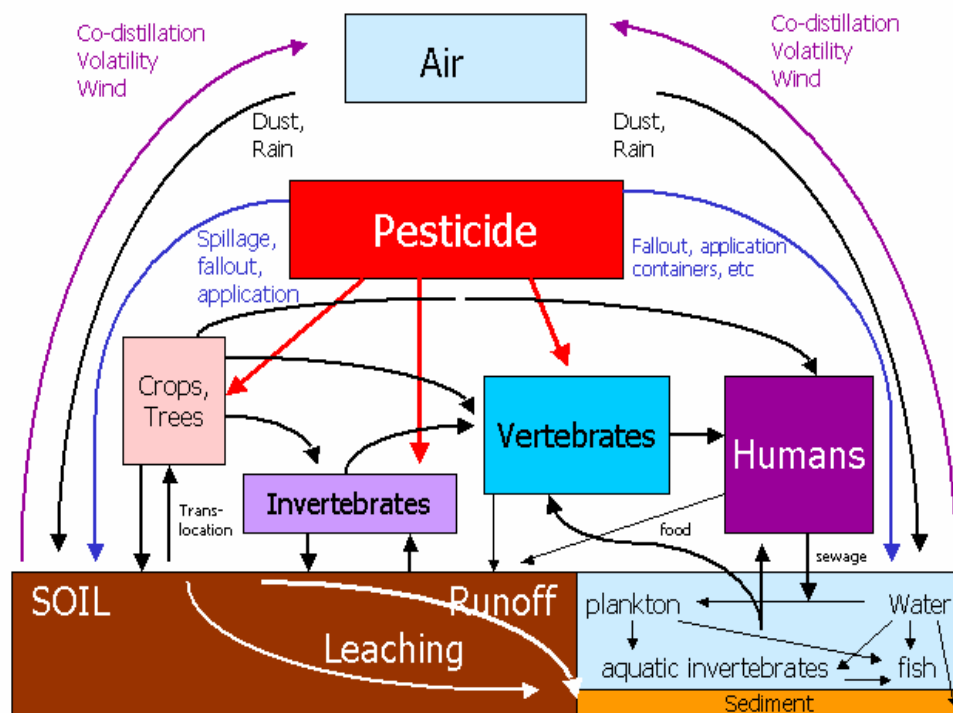 Co-distillation
Volatility
Wind
Air
Co-distillation
Volatility
Wind
Dust,
Rain
Dust,
Rain
Pesticide
Spillage,
fallout,
application
Fallout, application
containers, etc
Crops,
Trees
Vertebrates
Humans
Invertebrates
Trans-
location
food
sewage
SOIL
Runoff
Leaching
plankton
Water
aquatic invertebrates
fish
Sediment